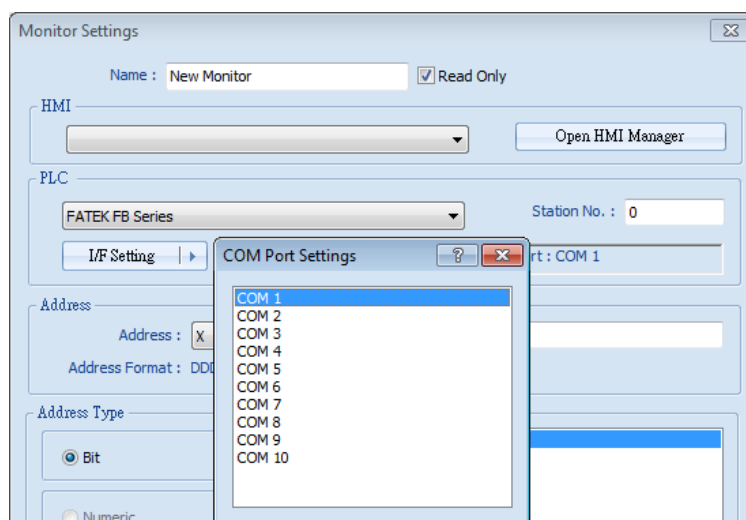 Monitor Settings
Name : New Monitor Read Only
HMI
Open HMI Manager
PLC
FATEK FB Series Station No. : 0
I/F Setting COM Port Settings rt : COM 1
COM 1
COM 2
COM 3
COM 4
COM 5
COM 6
COM 7
COM 8
COM 9
COM 10
Address
Address : X
Address Format :
Address Type
Bit
Numeric